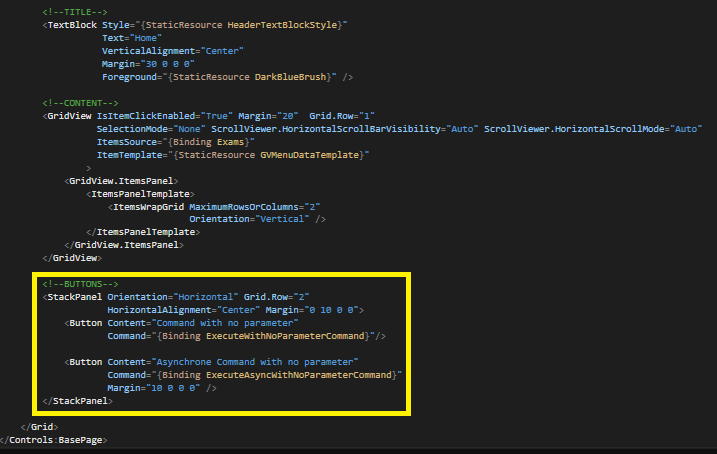 <!--TITLE-->
<TextBlock Style="{StaticResource HeaderTextBlockStyle}"
Text="Home"
VerticalAlignment="Center"
Margin="30 0 0 0"
Foreground="{StaticResource DarkBlueBrush}" />
<!--CONTENT-->
<GridView IsItemClickEnabled="True" Margin="20"  Grid.Row="1"
SelectionMode="None" ScrollViewer.HorizontalScrollBarVisibility="Auto" ScrollViewer.HorizontalScrollMode="Auto"
ItemsSource="{Binding Exams}"
ItemTemplate="{StaticResource GVMenuDataTemplate}"
>
<GridView.ItemsPanel>
<ItemsPanelTemplate>
<ItemsWrapGrid MaximumRowsOrColumns="2"
Orientation="Vertical" />
</ItemsPanelTemplate>
</GridView.ItemsPanel>
</GridView>
<!--BUTTONS-->
<StackPanel Orientation="Horizontal" Grid.Row="2"
HorizontalAlignment="Center" Margin="0 10 0 0">
<Button Content="Command with no parameter"
Command="{Binding ExecuteWithNoParameterCommand}"/>
<Button Content="Asynchrone Command with no parameter"
Command="{Binding ExecuteAsyncWithNoParameterCommand}"
Margin="10 0 0 0" />
</StackPanel>
</Grid>
</Controls:BasePage>